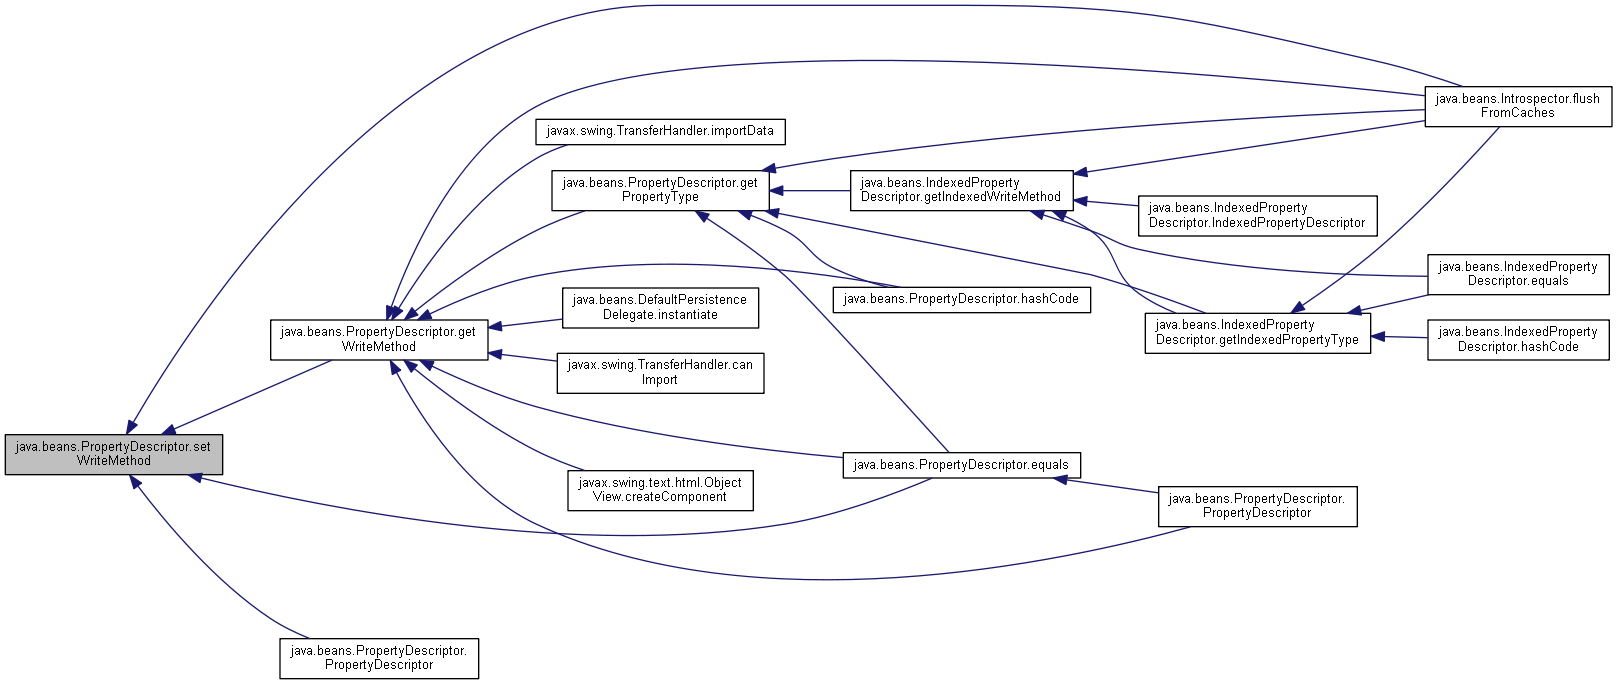 java.beans.Introspector.flush
FromCaches
javax.swing.TransferHandler.importData
java.beans.PropertyDescriptor.get
PropertyType
java.beans.IndexedProperty
Descriptor.getIndexedWriteMethod
java.beans.IndexedProperty
Descriptor.IndexedPropertyDescriptor
java.beans.IndexedProperty
Descriptor.equals
java.beans.DefaultPersistence
Delegate.instantiate
java.beans.PropertyDescriptor.hashCode
java.beans.PropertyDescriptor.get
WriteMethod
java.beans.IndexedProperty
Descriptor.getIndexedPropertyType
java.beans.IndexedProperty
Descriptor.hashCode
javax.swing.TransferHandler.can
Import
java.beans.PropertyDescriptor.set
WriteMethod
java.beans.PropertyDescriptor.equals
javax.swing.text.html.Object
View.createComponent
java.beans.PropertyDescriptor.
PropertyDescriptor
java.beans.PropertyDescriptor.
PropertyDescriptor